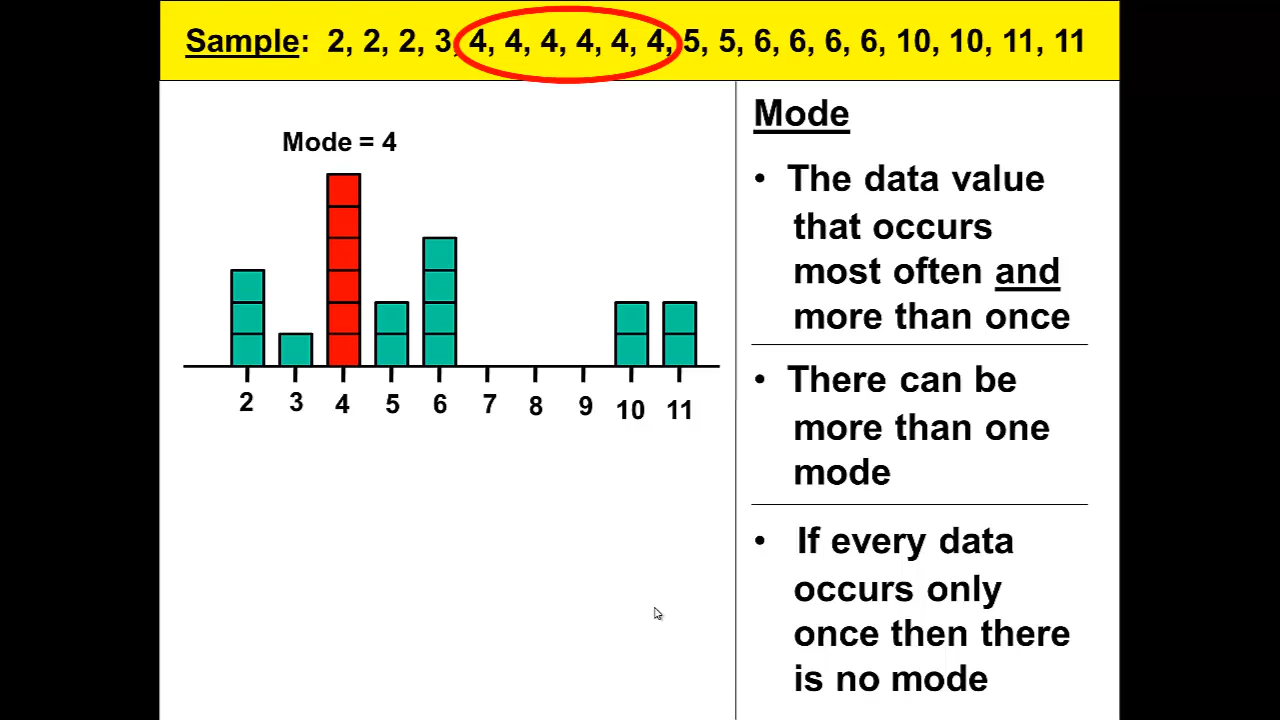 Sample: 2, 2, 2, 3, 4, 4, 4, 4, 4, 4, 5, 5, 6, 6, 6, 6, 10, 10, 11, 11
Mode = 4
2 3 4 5 6 7 8 9 10 11
Mode
• The data value
that occurs
most often and
more than once
• There can be
more than one
mode
• If every data
occurs only
once then there
is no mode